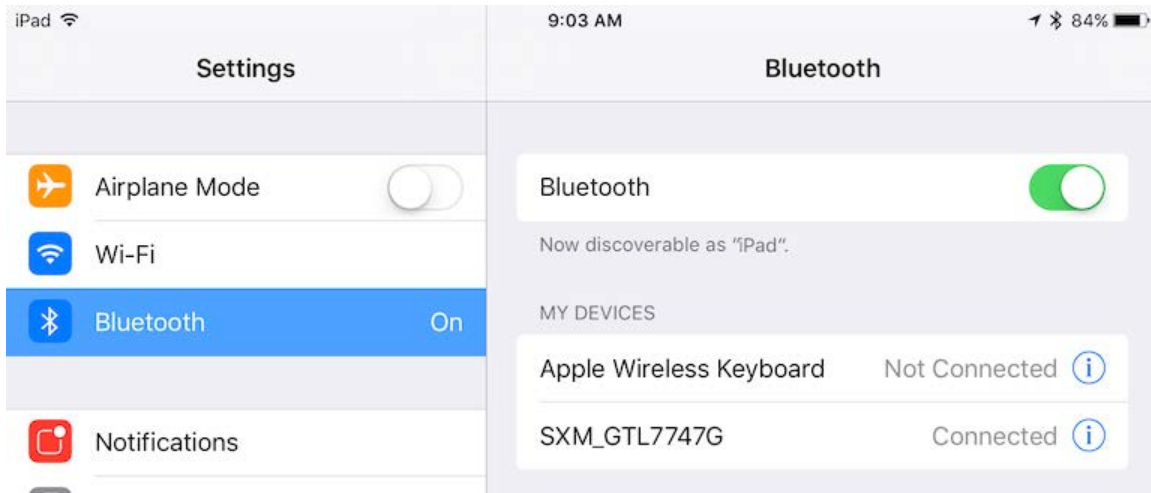 iPad
9:03 AM
84%
Settings
Bluetooth
Airplane Mode
Wi-Fi
Bluetooth On
Notifications
Bluetooth
Now discoverable as "iPad".
MY DEVICES
Apple Wireless Keyboard Not Connected
SXM_GTL7747G Connected